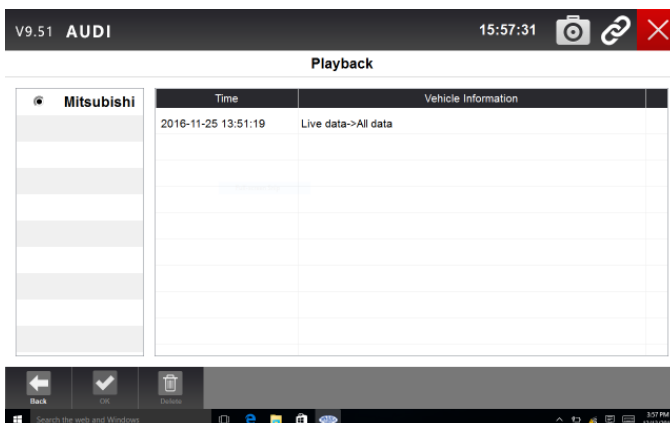 V9.51 AUDI 15:57:31
Playback
Mitsubishi
Time Vehicle Information
2016-11-25 13:51:19 Live data->All data
Back OK Delete
Search the web and Windows 3:57 PM